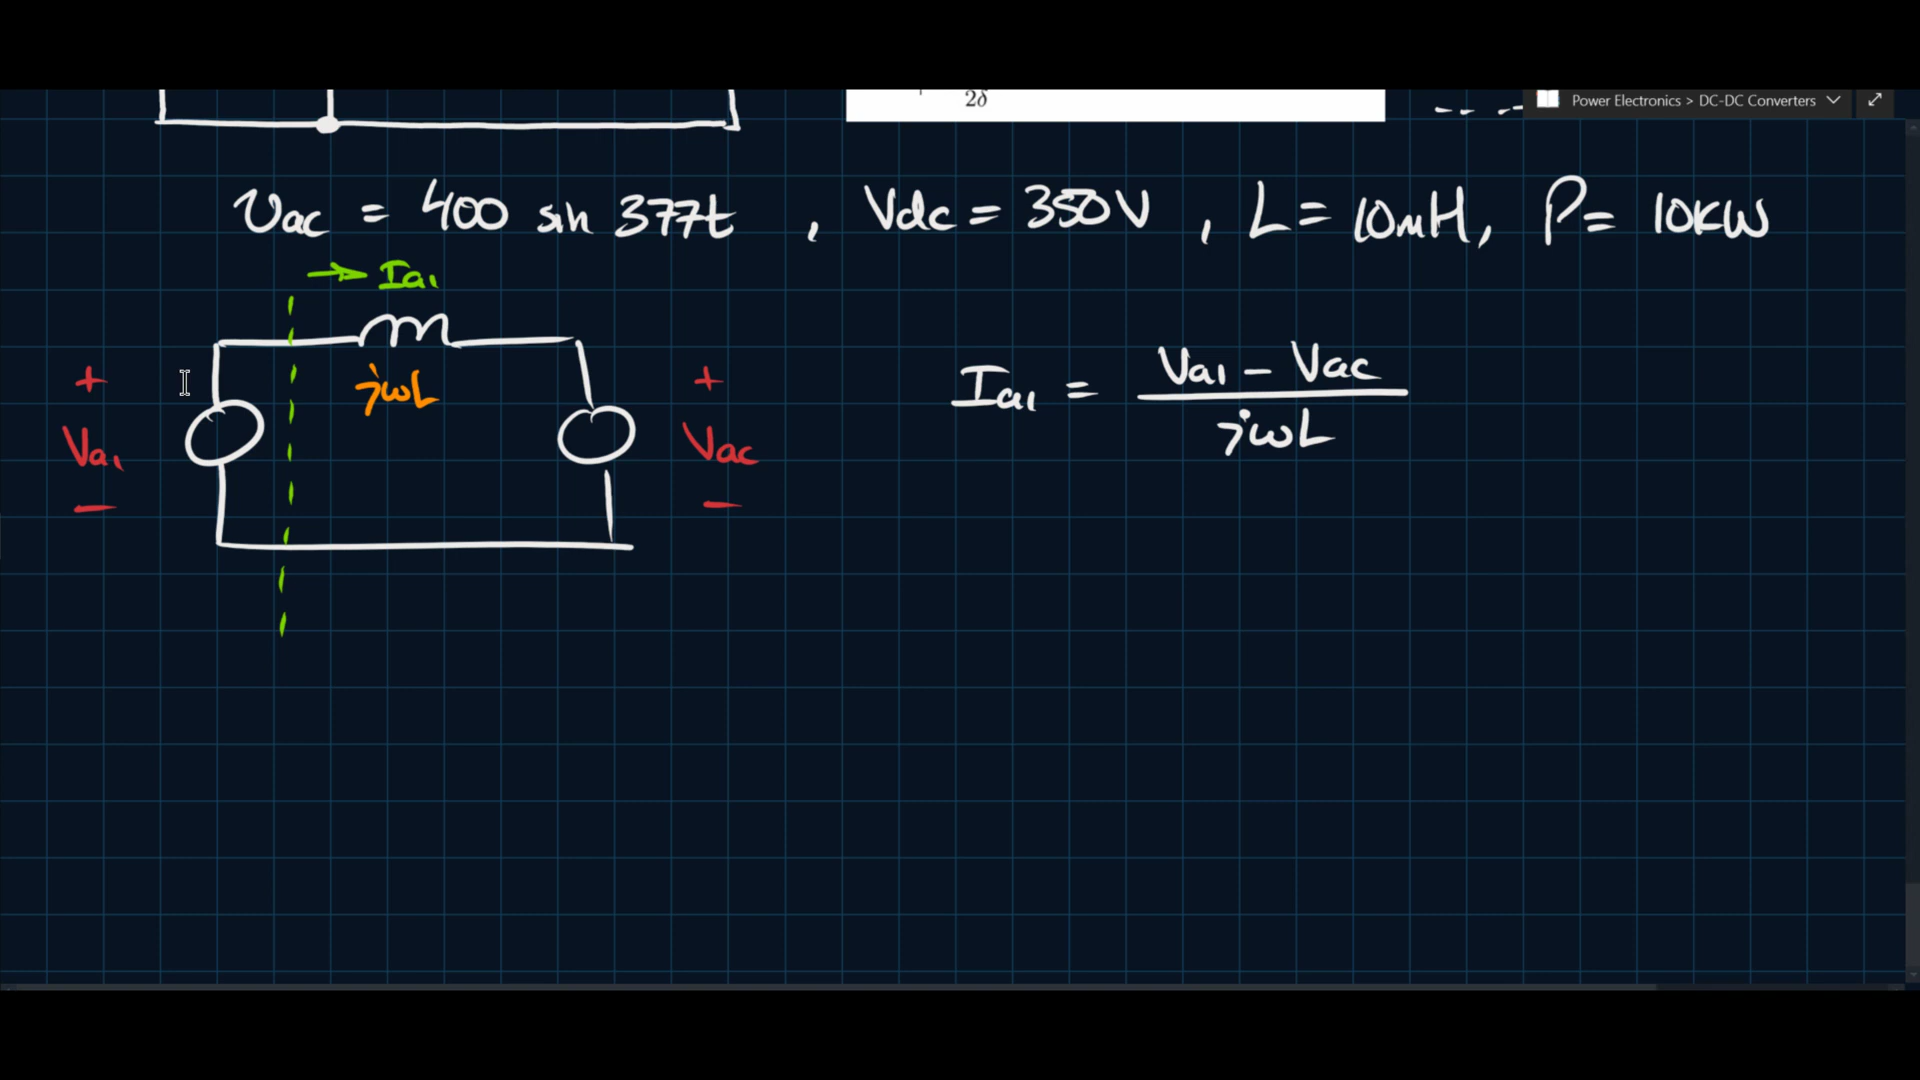 2δ
Power Electronics > DC-DC Converters
Vac = 400 sin 377t , Vdc = 350V , L = 10mH, P = 10kW
→ Ia1
+
jωL
+
Va1
Vac
−
−
Ia1 = Va1 − Vac
jωL